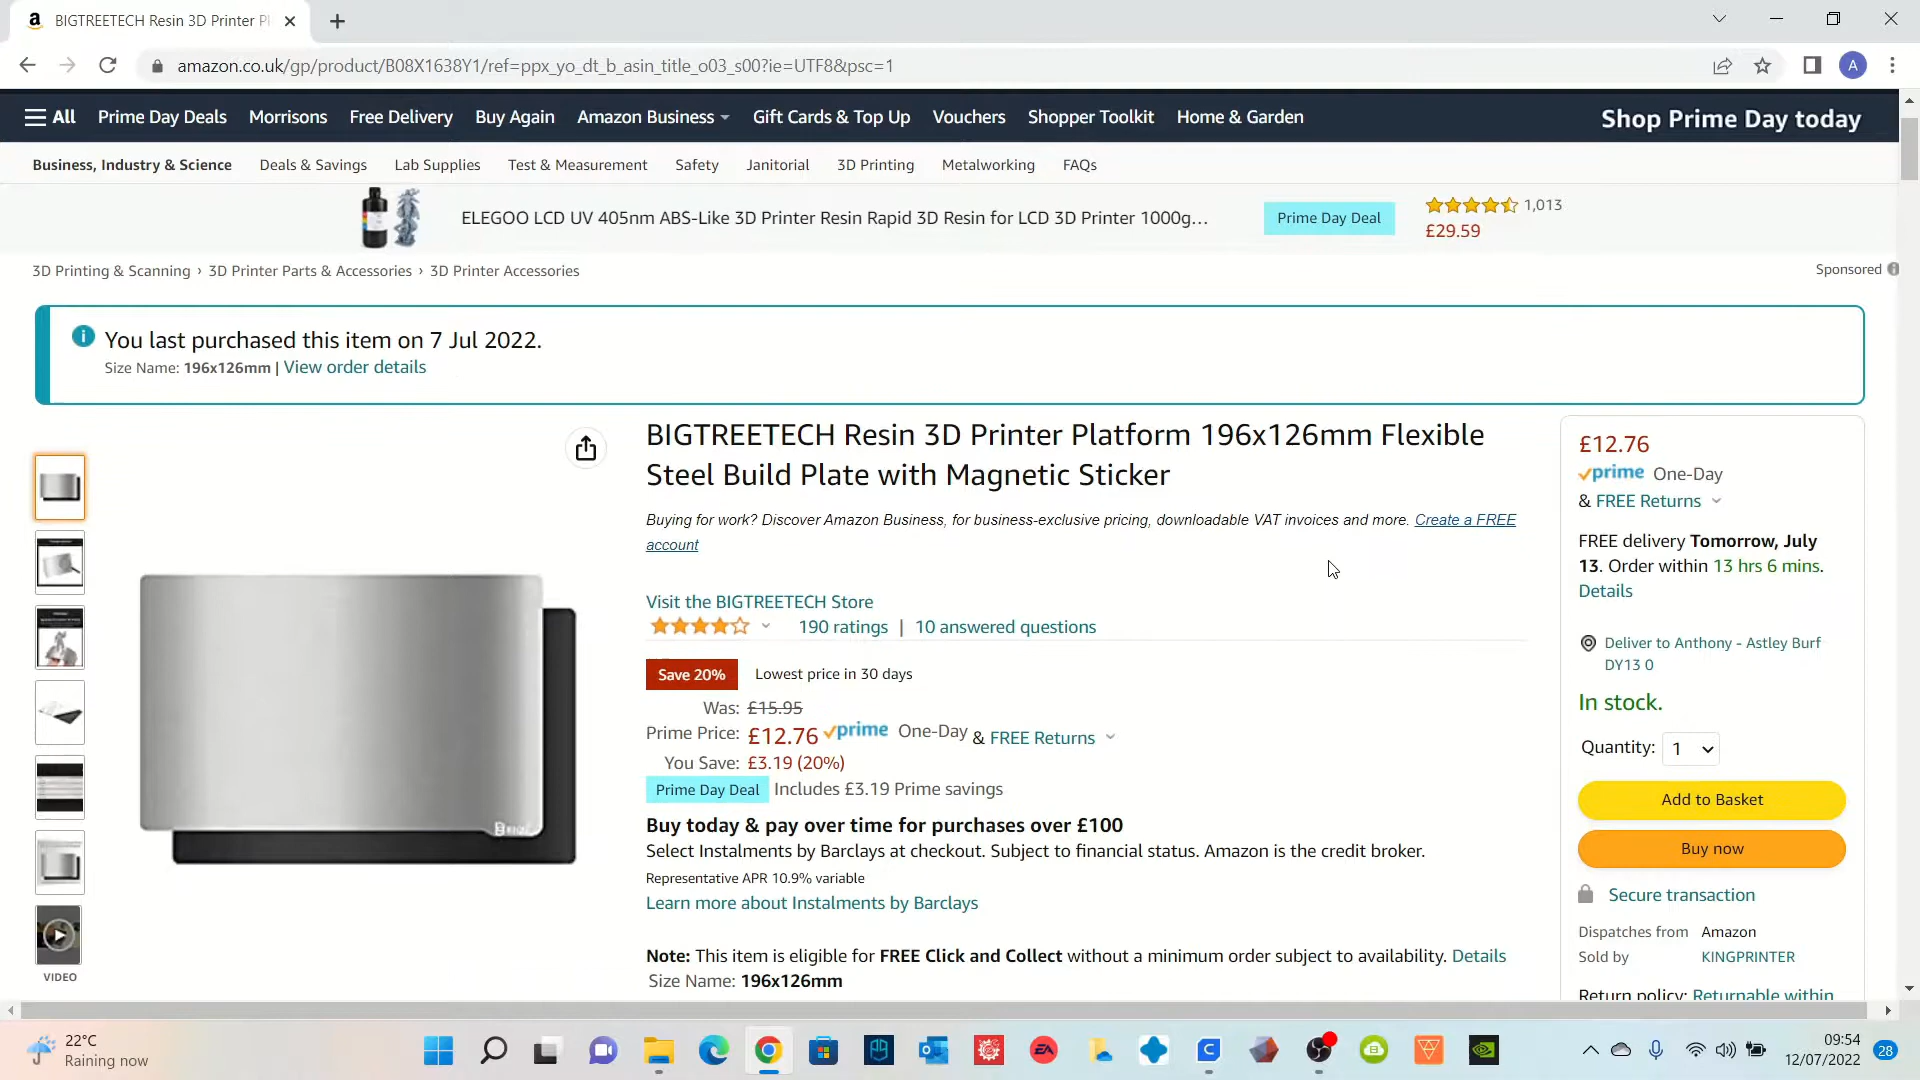 BIGTREETECH Resin 3D Printer Pl
amazon.co.uk/gp/product/B08X1638Y1/ref=ppx_yo_dt_b_asin_title_o03_s00?ie=UTF8&psc=1
A
All Prime Day Deals Morrisons Free Delivery Buy Again Amazon Business Gift Cards & Top Up Vouchers Shopper Toolkit Home & Garden Shop Prime Day today
Business, Industry & Science Deals & Savings Lab Supplies Test & Measurement Safety Janitorial 3D Printing Metalworking FAQs
ELEGOO LCD UV 405nm ABS-Like 3D Printer Resin Rapid 3D Resin for LCD 3D Printer 1000g... Prime Day Deal 1,013
£29.59
3D Printing & Scanning › 3D Printer Parts & Accessories › 3D Printer Accessories
Sponsored
You last purchased this item on 7 Jul 2022.
Size Name: 196x126mm | View order details
VIDEO
BIGTREETECH Resin 3D Printer Platform 196x126mm Flexible
Steel Build Plate with Magnetic Sticker
Buying for work? Discover Amazon Business, for business-exclusive pricing, downloadable VAT invoices and more. Create a FREE
account
Visit the BIGTREETECH Store
190 ratings | 10 answered questions
Save 20% Lowest price in 30 days
Was: £15.95
Prime Price: £12.76 prime One-Day & FREE Returns
You Save: £3.19 (20%)
Prime Day Deal Includes £3.19 Prime savings
Buy today & pay over time for purchases over £100
Select Instalments by Barclays at checkout. Subject to financial status. Amazon is the credit broker.
Representative APR 10.9% variable
Learn more about Instalments by Barclays
Note: This item is eligible for FREE Click and Collect without a minimum order subject to availability. Details
Size Name: 196x126mm
£12.76
prime One-Day
& FREE Returns
FREE delivery Tomorrow, July
13. Order within 13 hrs 6 mins.
Details
Deliver to Anthony - Astley Burf
DY13 0
In stock.
Quantity: 1
Add to Basket
Buy now
Secure transaction
Dispatches from Amazon
Sold by KINGPRINTER
Return policy: Returnable within
22°C
Raining now
09:54
12/07/2022
28